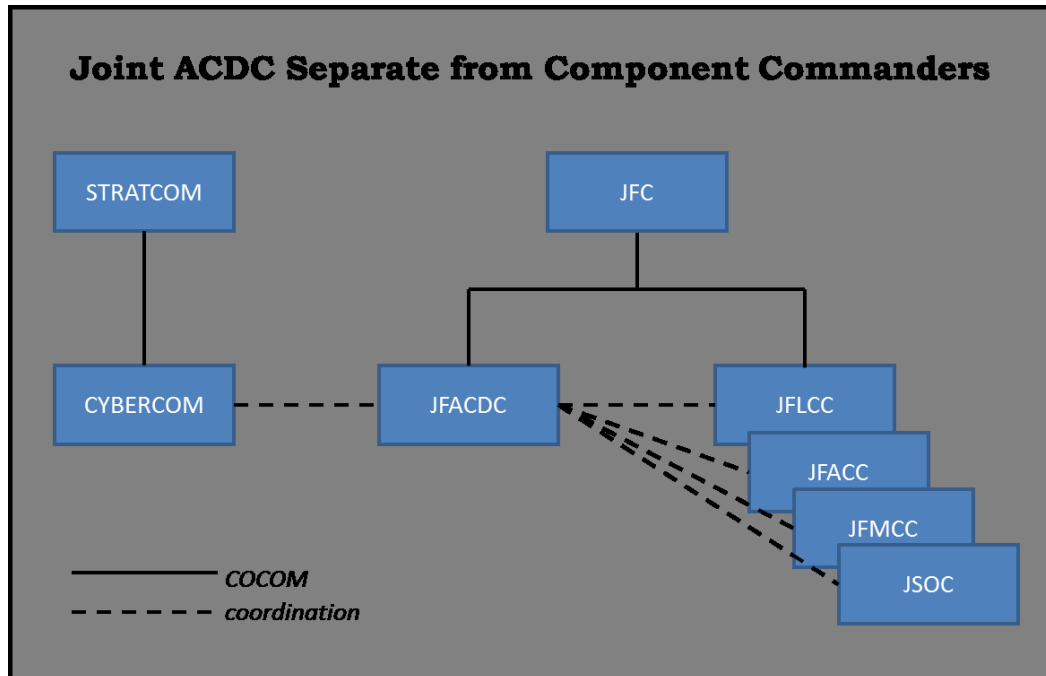 Joint ACDC Separate from Component Commanders
STRATCOM
JFC
CYBERCOM
JFACDC
JFLCC
JFACC
JFMCC
JSOC
COCOM
coordination